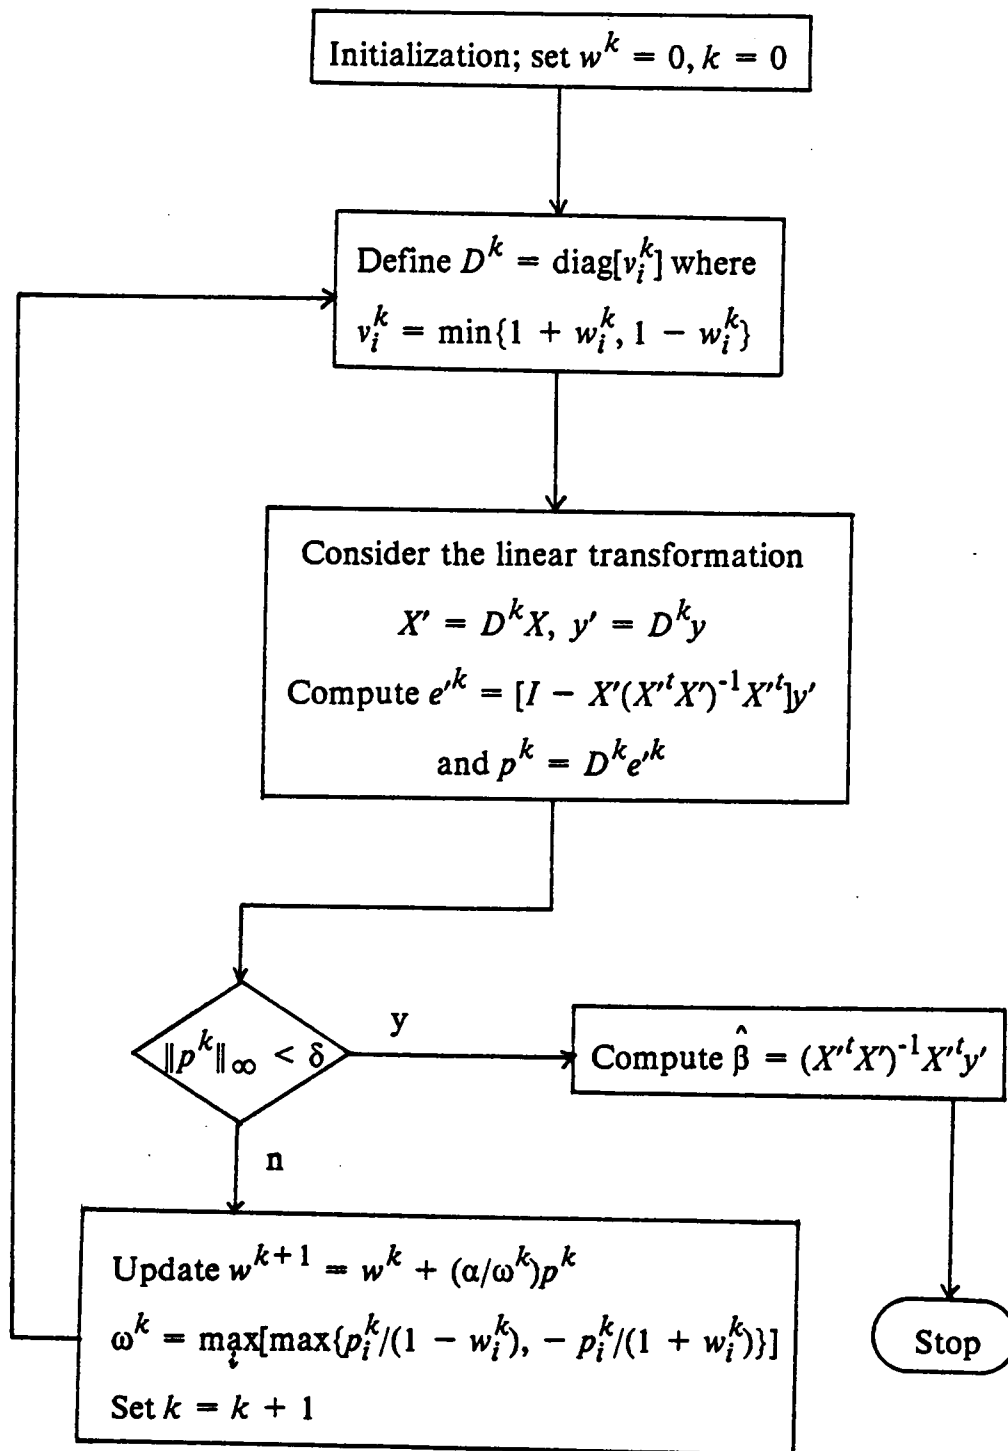 Initialization; set w^k = 0, k = 0
Define D^k = diag[v_i^k] where
v_i^k = min{1 + w_i^k, 1 − w_i^k}
Consider the linear transformation
X′ = D^k X, y′ = D^k y
Compute e′^k = [I − X′(X′^t X′)^-1 X′^t]y′
and p^k = D^k e′^k
‖p^k‖_∞ < δ
y
Compute β̂ = (X′^t X′)^-1 X′^t y′
n
Update w^{k+1} = w^k + (α/ω^k)p^k
ω^k = max_i[max{p_i^k/(1 − w_i^k), − p_i^k/(1 + w_i^k)}]
Set k = k + 1
Stop